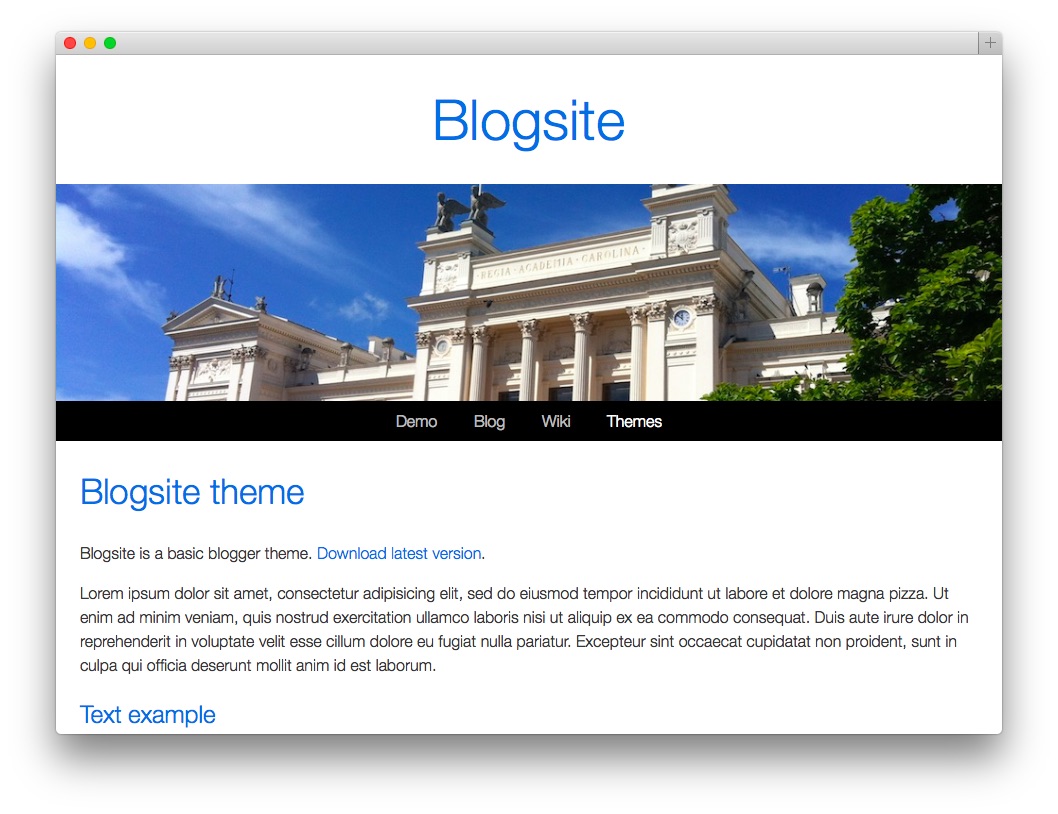 Blogsite
REGIA · ACADEMIA · CAROLINA ·
Demo Blog Wiki Themes
Blogsite theme
Blogsite is a basic blogger theme. Download latest version.
Lorem ipsum dolor sit amet, consectetur adipisicing elit, sed do eiusmod tempor incididunt ut labore et dolore magna pizza. Ut
enim ad minim veniam, quis nostrud exercitation ullamco laboris nisi ut aliquip ex ea commodo consequat. Duis aute irure dolor in
reprehenderit in voluptate velit esse cillum dolore eu fugiat nulla pariatur. Excepteur sint occaecat cupidatat non proident, sunt in
culpa qui officia deserunt mollit anim id est laborum.
Text example